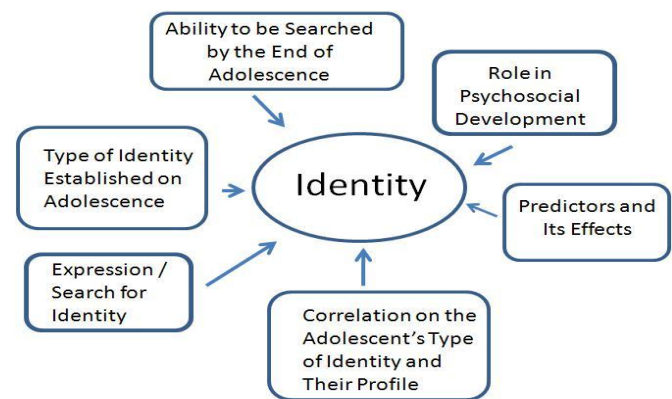 Ability to be Searched
by the End of
Adolescence
Role in
Psychosocial
Development
Type of Identity
Established on
Adolescence
Identity
Predictors and
Its Effects
Expression /
Search for
Identity
Correlation on the
Adolescent's Type
of Identity and
Their Profile